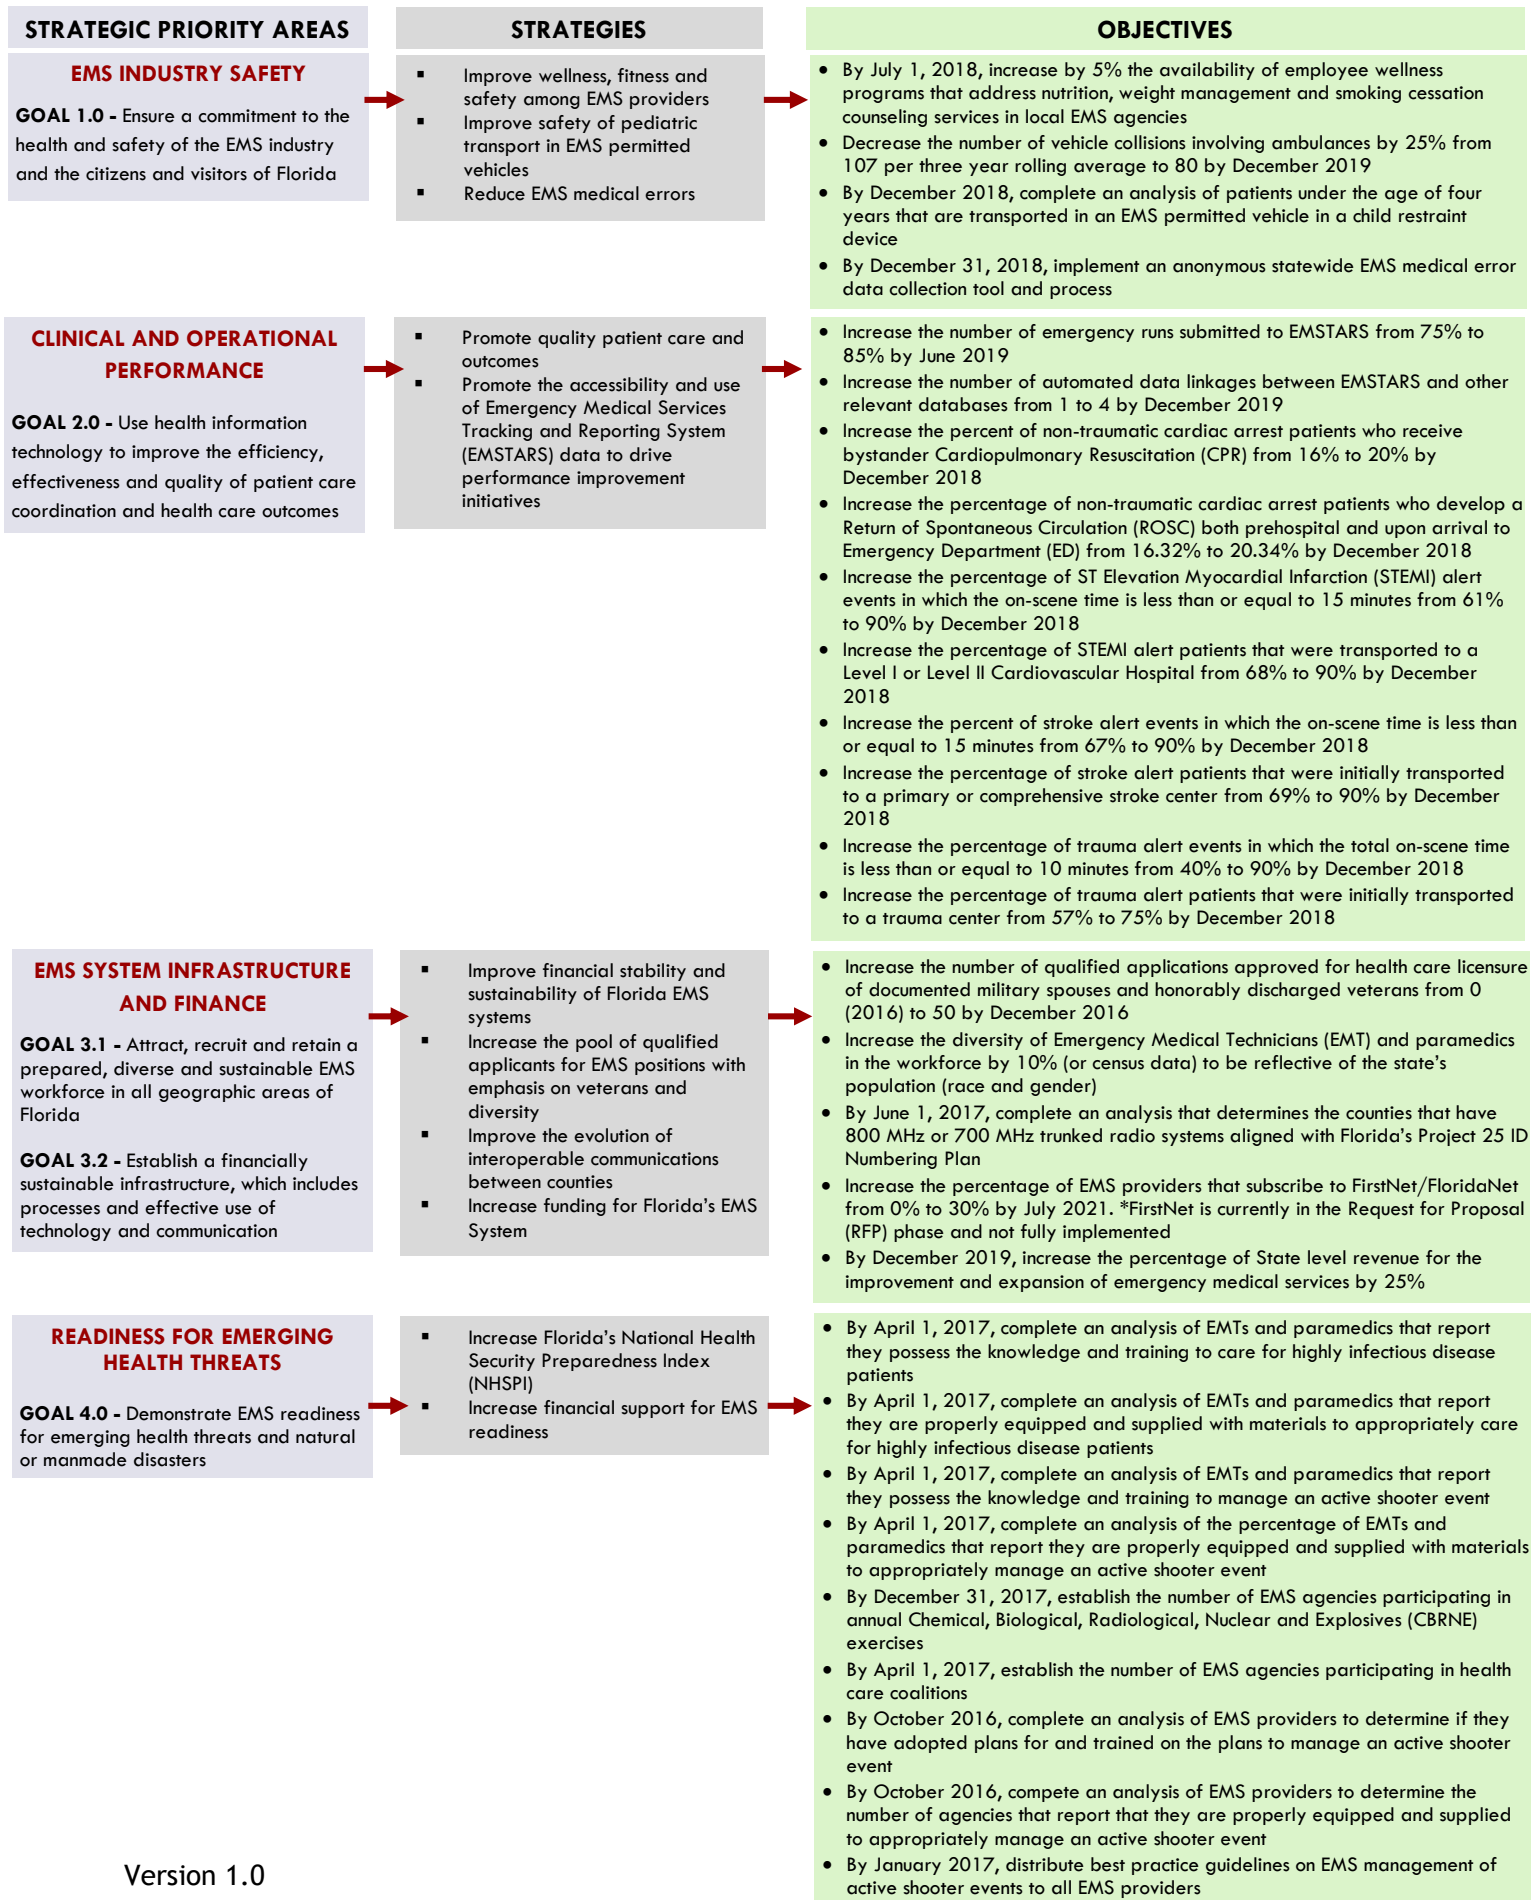 STRATEGIC PRIORITY AREAS
STRATEGIES
OBJECTIVES
EMS INDUSTRY SAFETY
GOAL 1.0 - Ensure a commitment to the
health and safety of the EMS industry
and the citizens and visitors of Florida
▪ Improve wellness, fitness and
safety among EMS providers
▪ Improve safety of pediatric
transport in EMS permitted
vehicles
▪ Reduce EMS medical errors
• By July 1, 2018, increase by 5% the availability of employee wellness
programs that address nutrition, weight management and smoking cessation
counseling services in local EMS agencies
• Decrease the number of vehicle collisions involving ambulances by 25% from
107 per three year rolling average to 80 by December 2019
• By December 2018, complete an analysis of patients under the age of four
years that are transported in an EMS permitted vehicle in a child restraint
device
• By December 31, 2018, implement an anonymous statewide EMS medical error
data collection tool and process
CLINICAL AND OPERATIONAL
PERFORMANCE
GOAL 2.0 - Use health information
technology to improve the efficiency,
effectiveness and quality of patient care
coordination and health care outcomes
▪ Promote quality patient care and
outcomes
▪ Promote the accessibility and use
of Emergency Medical Services
Tracking and Reporting System
(EMSTARS) data to drive
performance improvement
initiatives
• Increase the number of emergency runs submitted to EMSTARS from 75% to
85% by June 2019
• Increase the number of automated data linkages between EMSTARS and other
relevant databases from 1 to 4 by December 2019
• Increase the percent of non-traumatic cardiac arrest patients who receive
bystander Cardiopulmonary Resuscitation (CPR) from 16% to 20% by
December 2018
• Increase the percentage of non-traumatic cardiac arrest patients who develop a
Return of Spontaneous Circulation (ROSC) both prehospital and upon arrival to
Emergency Department (ED) from 16.32% to 20.34% by December 2018
• Increase the percentage of ST Elevation Myocardial Infarction (STEMI) alert
events in which the on-scene time is less than or equal to 15 minutes from 61%
to 90% by December 2018
• Increase the percentage of STEMI alert patients that were transported to a
Level I or Level II Cardiovascular Hospital from 68% to 90% by December
2018
• Increase the percent of stroke alert events in which the on-scene time is less than
or equal to 15 minutes from 67% to 90% by December 2018
• Increase the percentage of stroke alert patients that were initially transported
to a primary or comprehensive stroke center from 69% to 90% by December
2018
• Increase the percentage of trauma alert events in which the total on-scene time
is less than or equal to 10 minutes from 40% to 90% by December 2018
• Increase the percentage of trauma alert patients that were initially transported
to a trauma center from 57% to 75% by December 2018
EMS SYSTEM INFRASTRUCTURE
AND FINANCE
GOAL 3.1 - Attract, recruit and retain a
prepared, diverse and sustainable EMS
workforce in all geographic areas of
Florida
GOAL 3.2 - Establish a financially
sustainable infrastructure, which includes
processes and effective use of
technology and communication
▪ Improve financial stability and
sustainability of Florida EMS
systems
▪ Increase the pool of qualified
applicants for EMS positions with
emphasis on veterans and
diversity
▪ Improve the evolution of
interoperable communications
between counties
▪ Increase funding for Florida's EMS
System
• Increase the number of qualified applications approved for health care licensure
of documented military spouses and honorably discharged veterans from 0
(2016) to 50 by December 2016
• Increase the diversity of Emergency Medical Technicians (EMT) and paramedics
in the workforce by 10% (or census data) to be reflective of the state's
population (race and gender)
• By June 1, 2017, complete an analysis that determines the counties that have
800 MHz or 700 MHz trunked radio systems aligned with Florida's Project 25 ID
Numbering Plan
• Increase the percentage of EMS providers that subscribe to FirstNet/FloridaNet
from 0% to 30% by July 2021. *FirstNet is currently in the Request for Proposal
(RFP) phase and not fully implemented
• By December 2019, increase the percentage of State level revenue for the
improvement and expansion of emergency medical services by 25%
READINESS FOR EMERGING
HEALTH THREATS
GOAL 4.0 - Demonstrate EMS readiness
for emerging health threats and natural
or manmade disasters
▪ Increase Florida's National Health
Security Preparedness Index
(NHSPI)
▪ Increase financial support for EMS
readiness
• By April 1, 2017, complete an analysis of EMTs and paramedics that report
they possess the knowledge and training to care for highly infectious disease
patients
• By April 1, 2017, complete an analysis of EMTs and paramedics that report
they are properly equipped and supplied with materials to appropriately care
for highly infectious disease patients
• By April 1, 2017, complete an analysis of EMTs and paramedics that report
they possess the knowledge and training to manage an active shooter event
• By April 1, 2017, complete an analysis of the percentage of EMTs and
paramedics that report they are properly equipped and supplied with materials
to appropriately manage an active shooter event
• By December 31, 2017, establish the number of EMS agencies participating in
annual Chemical, Biological, Radiological, Nuclear and Explosives (CBRNE)
exercises
• By April 1, 2017, establish the number of EMS agencies participating in health
care coalitions
• By October 2016, complete an analysis of EMS providers to determine if they
have adopted plans for and trained on the plans to manage an active shooter
event
• By October 2016, compete an analysis of EMS providers to determine the
number of agencies that report that they are properly equipped and supplied
to appropriately manage an active shooter event
• By January 2017, distribute best practice guidelines on EMS management of
active shooter events to all EMS providers
Version 1.0